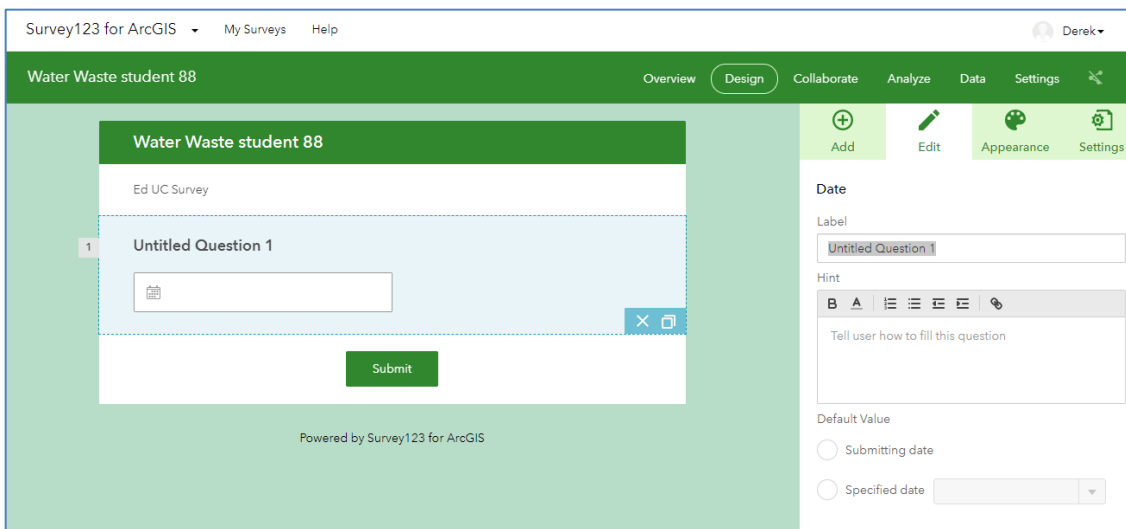 Survey123 for ArcGIS My Surveys Help Derek
Water Waste student 88 Overview Design Collaborate Analyze Data Settings
Add Edit Appearance Settings
Water Waste student 88
Ed UC Survey
1 Untitled Question 1
Submit
Powered by Survey123 for ArcGIS
Date
Label
Untitled Question 1
Hint
B A
Tell user how to fill this question
Default Value
Submitting date
Specified date